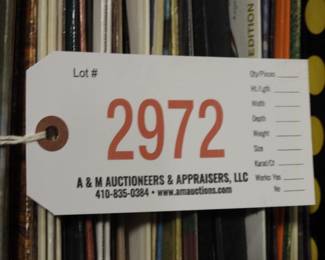 Lot #
2972
A & M AUCTIONEERS & APPRAISERS, LLC
410-835-0384 • www.amauctions.com
Qty/Pieces
Ht./Lgth
Width
Depth
Weight
Size
Karat/Ct
Works: Yes
No
EDITION